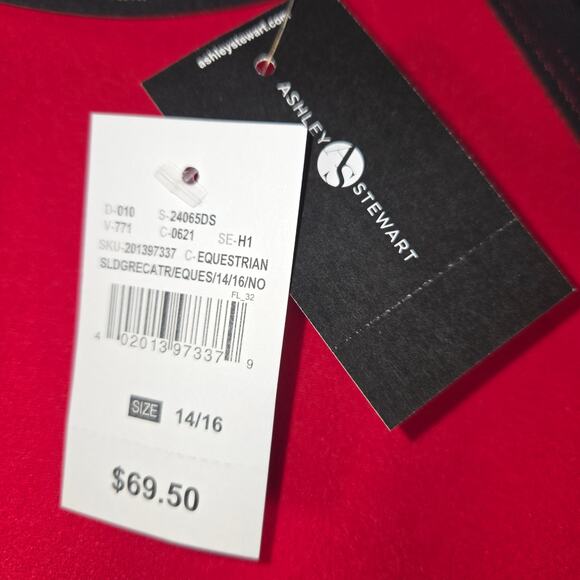 ashleystewart.com
ASHLEY STEWART
AS
D-010 S-24065DS
V-771 C-0621 SE-H1
SKU-201397337 C-EQUESTRIAN
SLDGRECATR/EQUES/14/16/NO
FL_32
4 02013 97337 9
SIZE 14/16
$69.50